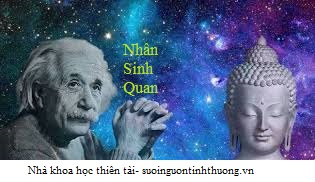 Nhân
Sinh
Quan
Nhà khoa học thiên tài- suoinguontinhthuong.vn